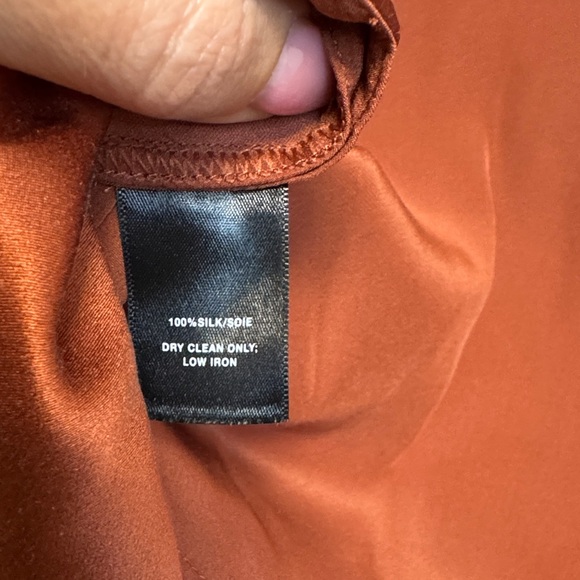 100%SILK/SOIE
DRY CLEAN ONLY;
LOW IRON